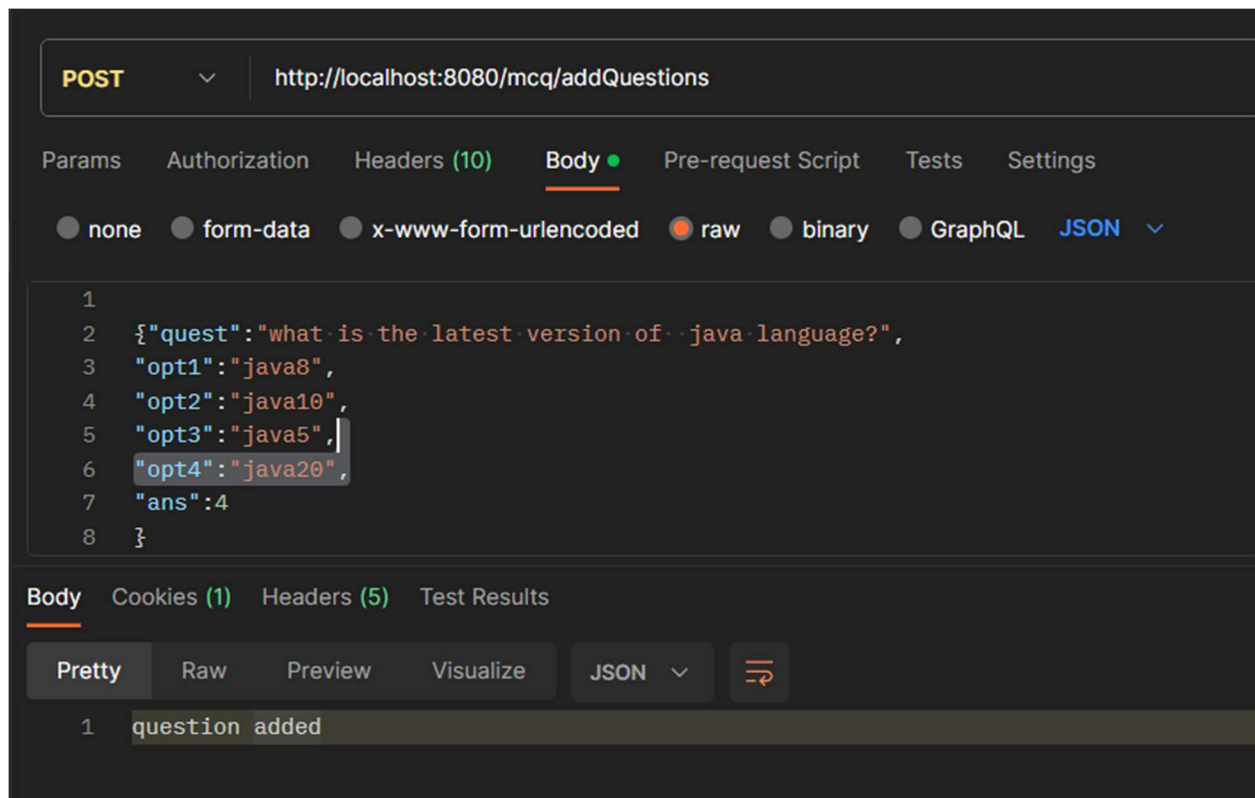 POST http://localhost:8080/mcq/addQuestions
Params Authorization Headers (10) Body Pre-request Script Tests Settings
none form-data x-www-form-urlencoded raw binary GraphQL JSON
1
2 {"quest":"what is the latest version of  java language?",
3 "opt1":"java8",
4 "opt2":"java10",
5 "opt3":"java5",
6 "opt4":"java20",
7 "ans":4
8 }
Body Cookies (1) Headers (5) Test Results
Pretty Raw Preview Visualize JSON
1 question added